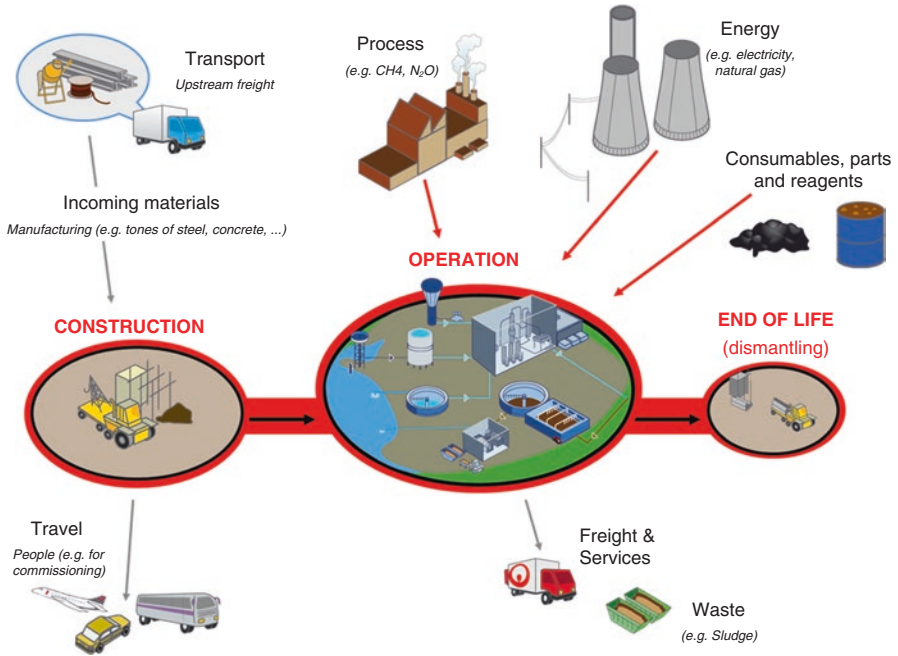 Transport
Upstream freight
Process
(e.g. CH4, N₂O)
Energy
(e.g. electricity,
natural gas)
Consumables, parts
and reagents
Incoming materials
Manufacturing (e.g. tones of steel, concrete, ...)
OPERATION
CONSTRUCTION
END OF LIFE
(dismantling)
Travel
People (e.g. for
commissioning)
Freight &
Services
Waste
(e.g. Sludge)